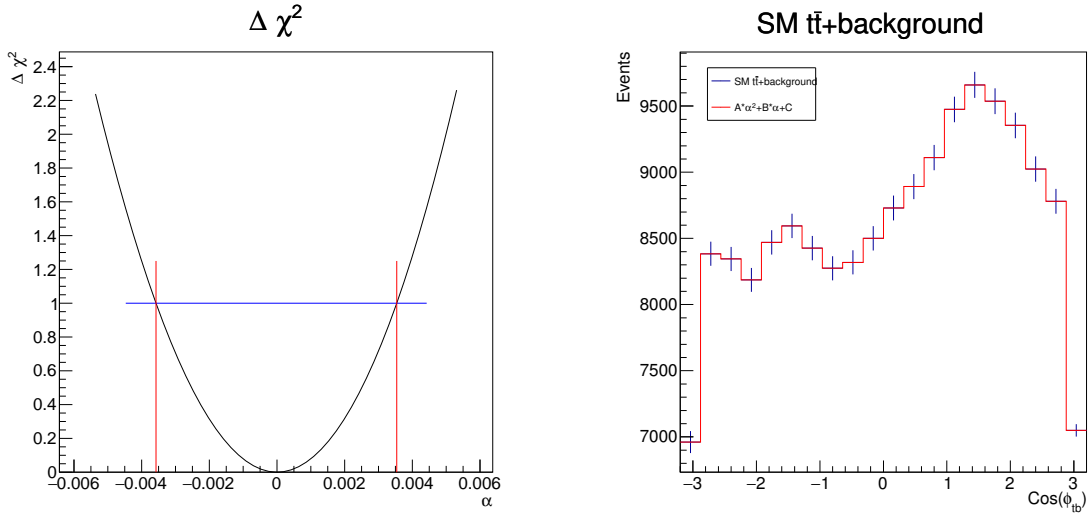 Δ χ²
Δ χ²
2.4
2.2
2
1.8
1.6
1.4
1.2
1
0.8
0.6
0.4
0.2
0
−0.006 −0.004 −0.002 0 0.002 0.004 0.006
α
SM tt̄+background
Events
SM tt̄+background
A*α²+B*α+C
9500
9000
8500
8000
7500
7000
−3 −2 −1 0 1 2 3
Cos(ϕ_tb)